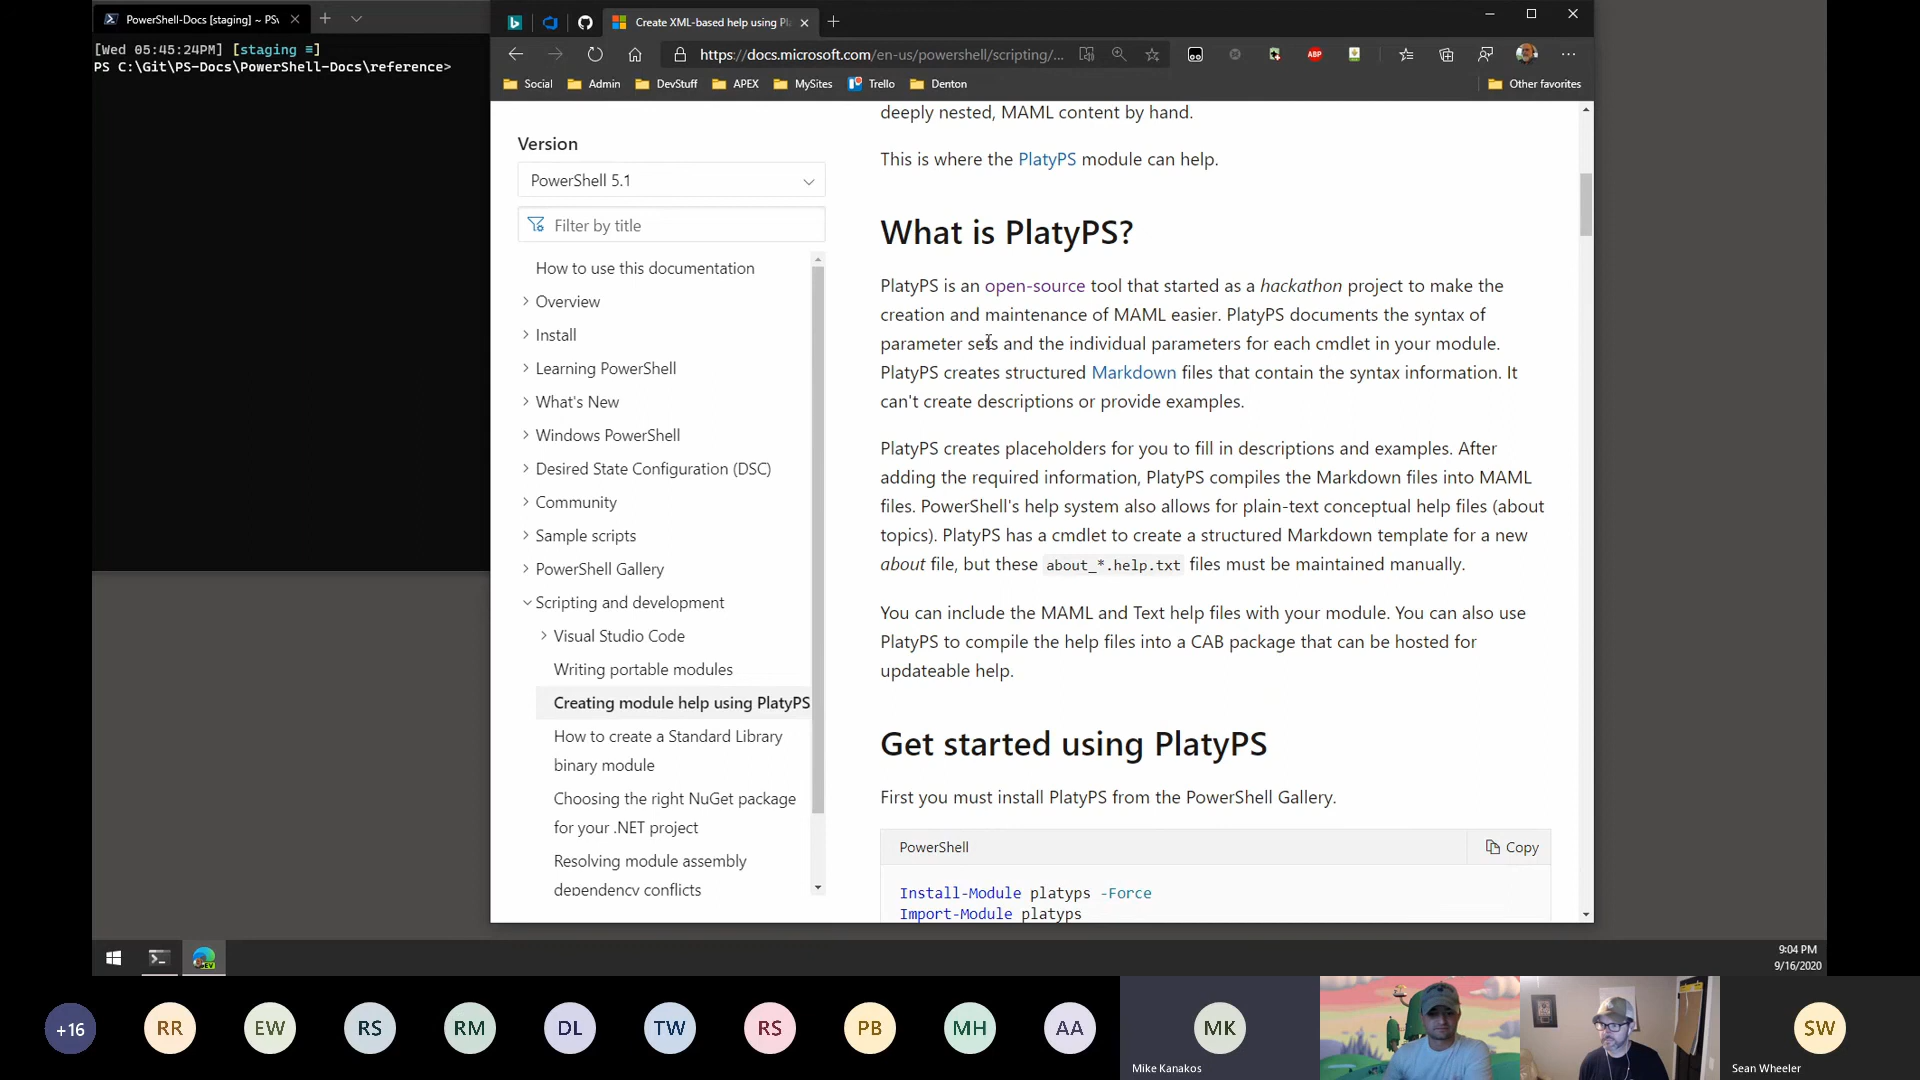 PowerShell-Docs [staging] ~ PSV
[Wed 05:45:24PM] [staging ≡]
PS C:\Git\PS-Docs\PowerShell-Docs\reference>
Create XML-based help using Pla
https://docs.microsoft.com/en-us/powershell/scripting/...
ABP
DEV
Social
Admin
DevStuff
APEX
MySites
Trello
Denton
Other favorites
Version
PowerShell 5.1
Filter by title
How to use this documentation
Overview
Install
Learning PowerShell
What's New
Windows PowerShell
Desired State Configuration (DSC)
Community
Sample scripts
PowerShell Gallery
Scripting and development
Visual Studio Code
Writing portable modules
Creating module help using PlatyPS
How to create a Standard Library
binary module
Choosing the right NuGet package
for your .NET project
Resolving module assembly
dependency conflicts
deeply nested, MAML content by hand.
This is where the PlatyPS module can help.
What is PlatyPS?
PlatyPS is an open-source tool that started as a hackathon project to make the
creation and maintenance of MAML easier. PlatyPS documents the syntax of
parameter sets and the individual parameters for each cmdlet in your module.
PlatyPS creates structured Markdown files that contain the syntax information. It
can't create descriptions or provide examples.
PlatyPS creates placeholders for you to fill in descriptions and examples. After
adding the required information, PlatyPS compiles the Markdown files into MAML
files. PowerShell's help system also allows for plain-text conceptual help files (about
topics). PlatyPS has a cmdlet to create a structured Markdown template for a new
about file, but these about_*.help.txt files must be maintained manually.
You can include the MAML and Text help files with your module. You can also use
PlatyPS to compile the help files into a CAB package that can be hosted for
updateable help.
Get started using PlatyPS
First you must install PlatyPS from the PowerShell Gallery.
PowerShell
Copy
Install-Module platyps -Force
Import-Module platyps
9:04 PM
9/16/2020
+16
RR
EW
RS
RM
DL
TW
RS
PB
MH
AA
MK
Mike Kanakos
SW
Sean Wheeler